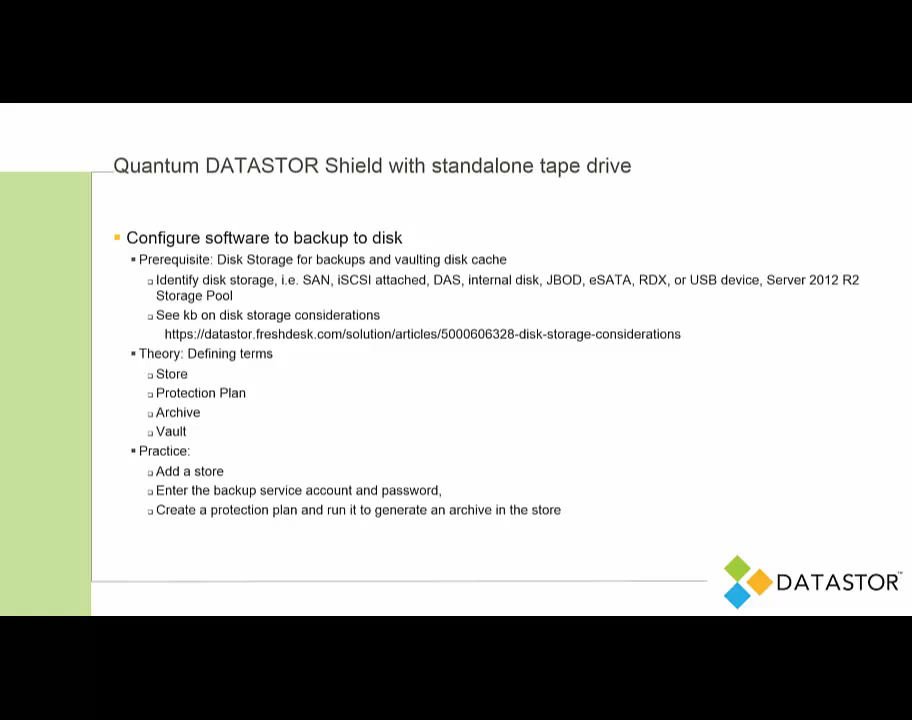 Quantum DATASTOR Shield with standalone tape drive
Configure software to backup to disk
Prerequisite: Disk Storage for backups and vaulting disk cache
Identify disk storage, i.e. SAN, iSCSI attached, DAS, internal disk, JBOD, eSATA, RDX, or USB device, Server 2012 R2
Storage Pool
See kb on disk storage considerations
https://datastor.freshdesk.com/solution/articles/5000606328-disk-storage-considerations
Theory: Defining terms
Store
Protection Plan
Archive
Vault
Practice:
Add a store
Enter the backup service account and password,
Create a protection plan and run it to generate an archive in the store
DATASTOR™